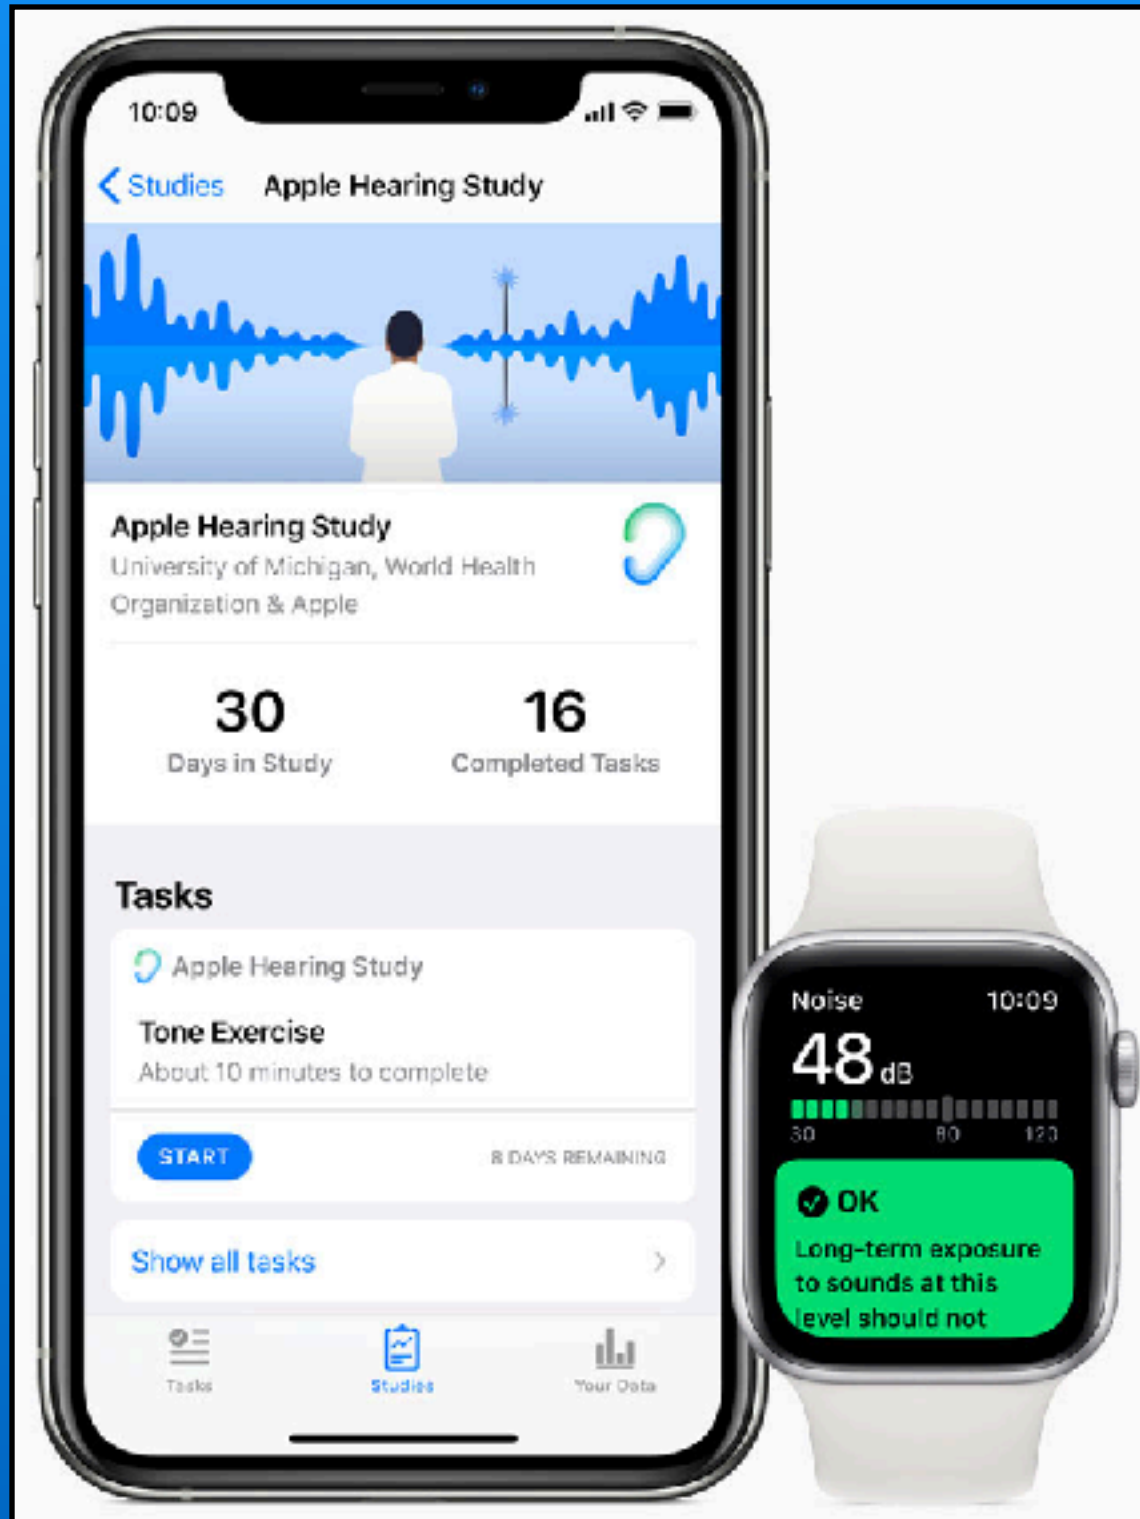 10:09
Studies
Apple Hearing Study
Apple Hearing Study
University of Michigan, World Health
Organization & Apple
30
Days in Study
16
Completed Tasks
Tasks
Apple Hearing Study
Tone Exercise
About 10 minutes to complete
START
8 DAYS REMAINING
Show all tasks
Tasks
Studies
Your Data
Noise
10:09
48 dB
30
80
120
OK
Long-term exposure
to sounds at this
level should not